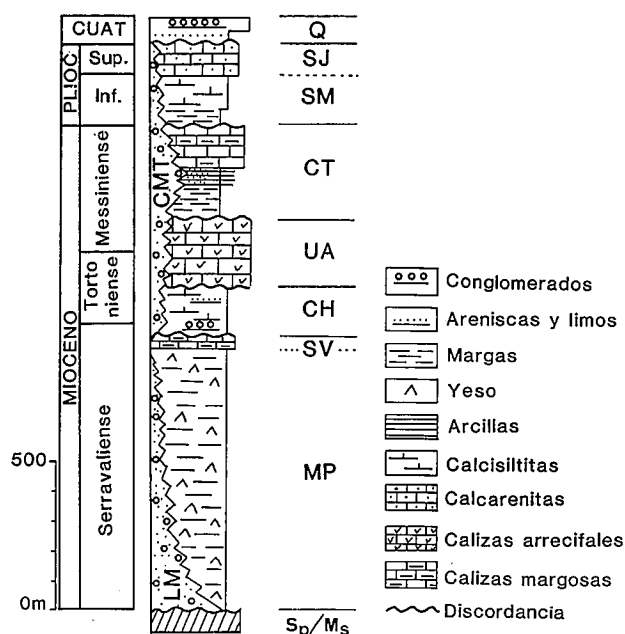 CUAT
Q
PLIOC
Sup.
SJ
Inf.
SM
MIOCENO
Messiniense
CMT
CT
UA
Torto
niense
CH
SV
Serravaliense
MP
LM
500
0m
Sp/Ms
Conglomerados
Areniscas y limos
Margas
Yeso
Arcillas
Calcisiltitas
Calcarenitas
Calizas arrecifales
Calizas margosas
Discordancia